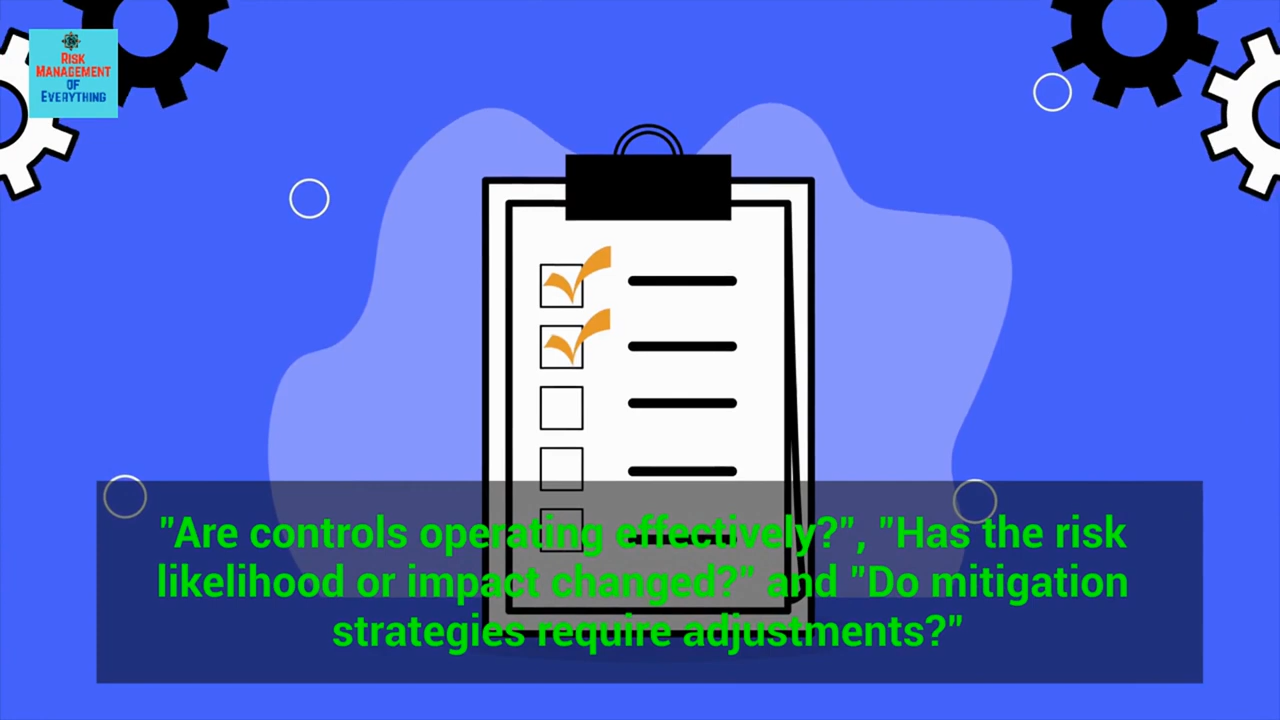 RISK
MANAGEMENT
OF
EVERYTHING
"Are controls operating effectively?", "Has the risk
likelihood or impact changed?" and "Do mitigation
strategies require adjustments?"